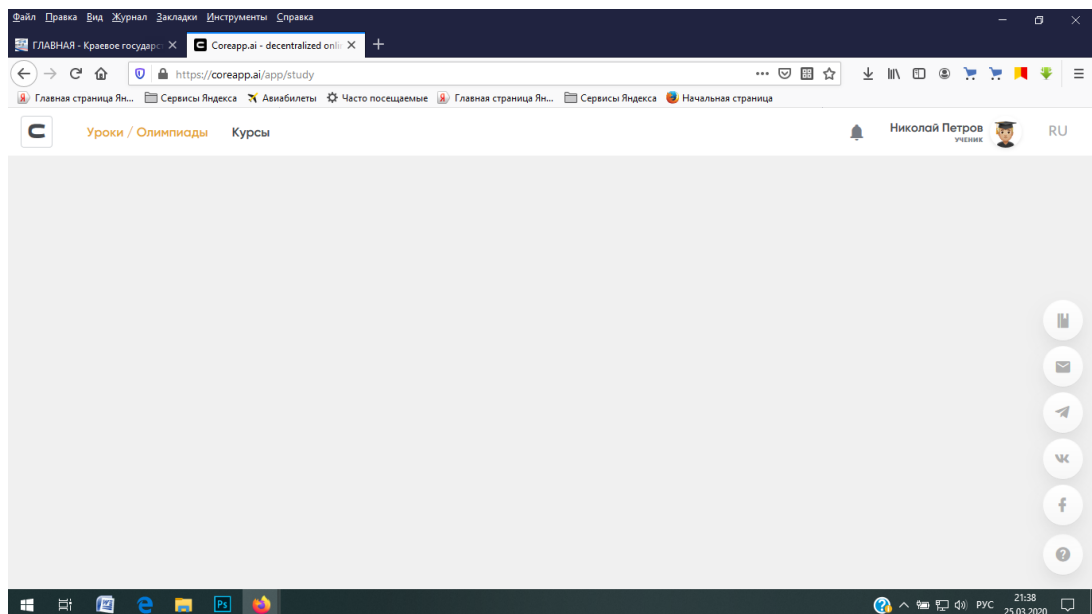 Файл Правка Вид Журнал Закладки Инструменты Справка
ГЛАВНАЯ - Краевое государс
Coreapp.ai - decentralized onli
https://coreapp.ai/app/study
Главная страница Ян... Сервисы Яндекса Авиабилеты Часто посещаемые Главная страница Ян... Сервисы Яндекса Начальная страница
Уроки / Олимпиады Курсы
Николай Петров
УЧЕНИК
RU
Ps
РУС
21:38
25.03.2020